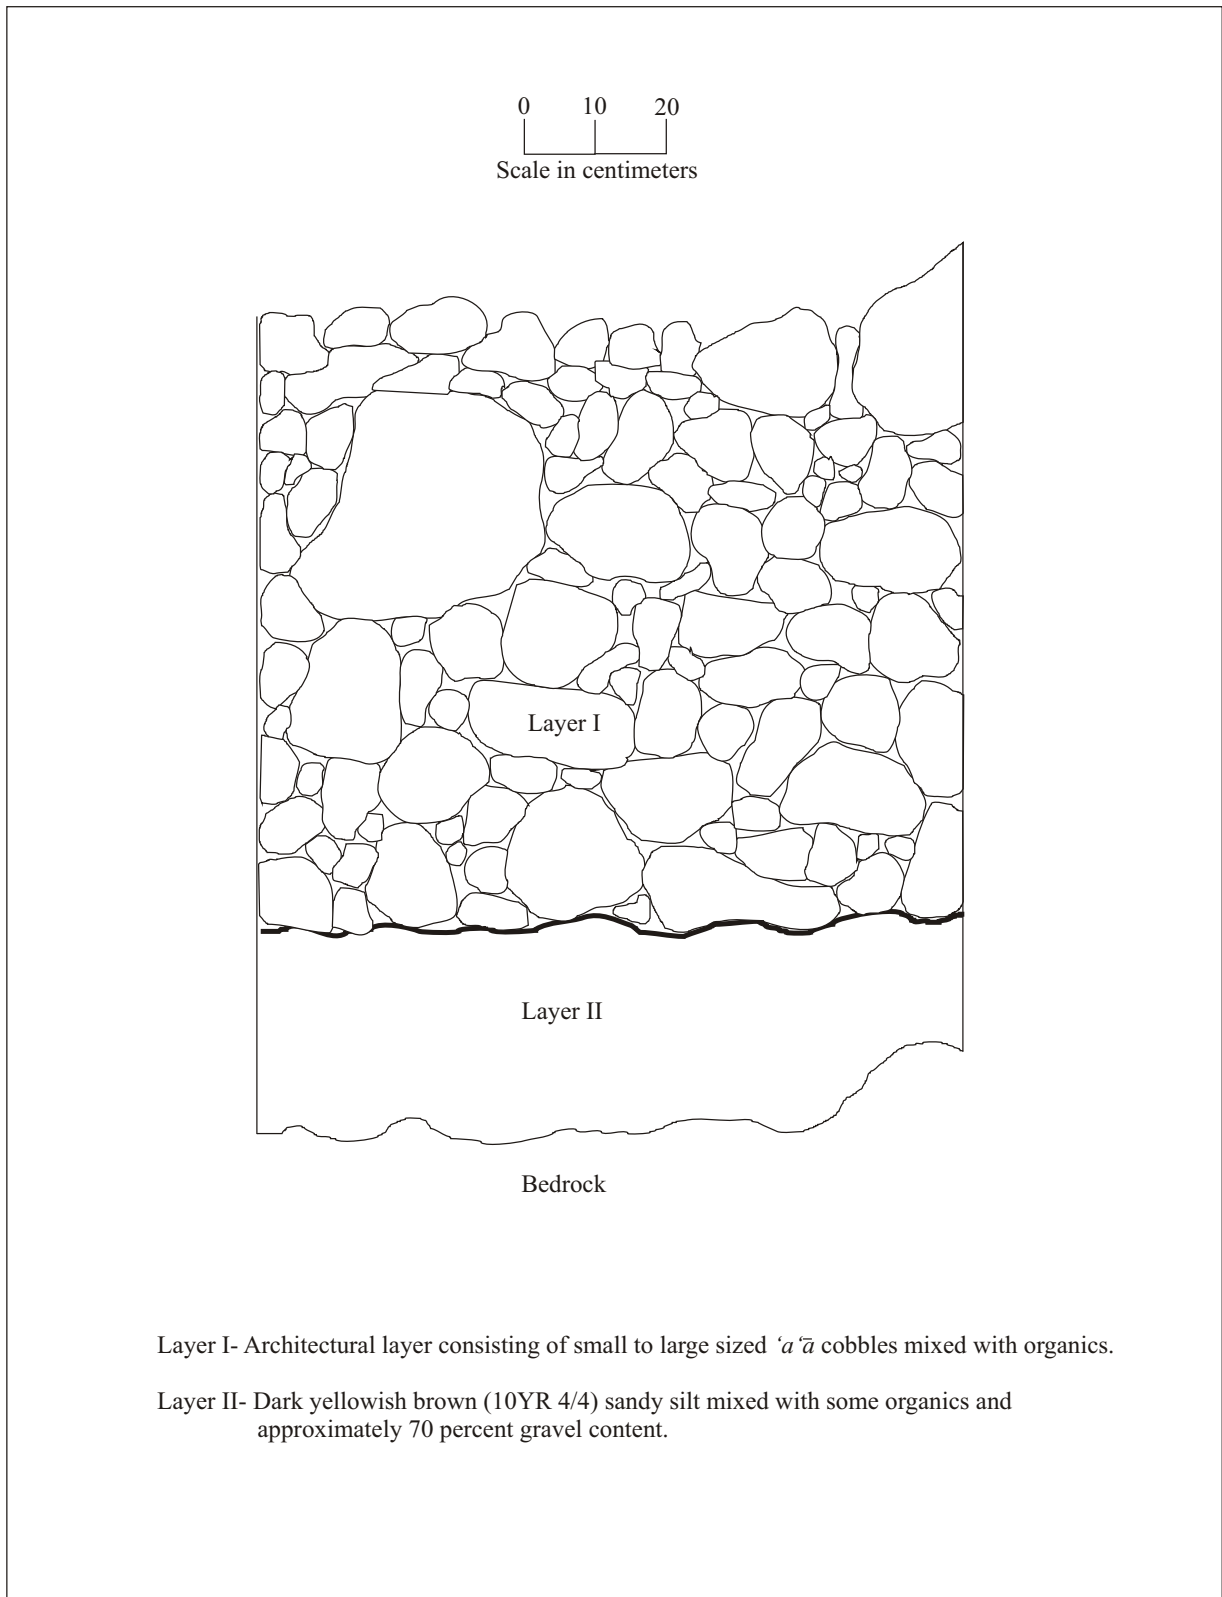 0 10 20
Scale in centimeters
Layer I
Layer II
Bedrock
Layer I- Architectural layer consisting of small to large sized ‘a‘ā cobbles mixed with organics.
Layer II- Dark yellowish brown (10YR 4/4) sandy silt mixed with some organics and
approximately 70 percent gravel content.